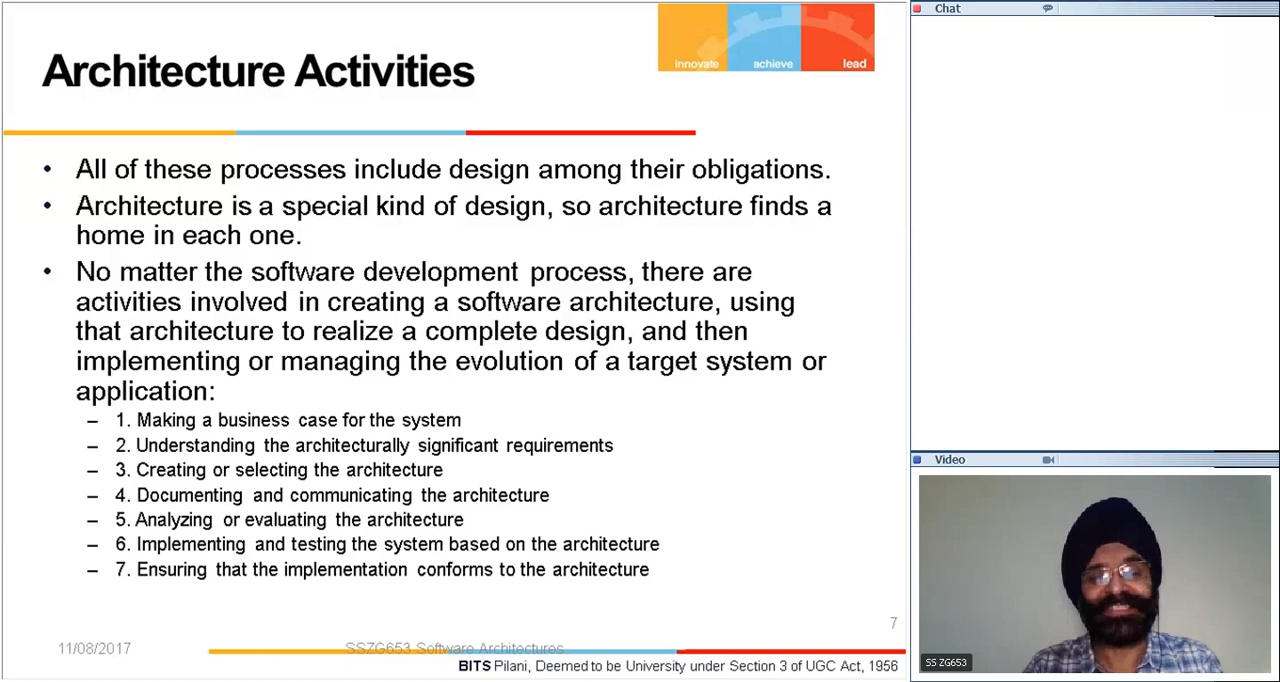 Architecture Activities
innovate achieve lead
• All of these processes include design among their obligations.
• Architecture is a special kind of design, so architecture finds a
home in each one.
• No matter the software development process, there are
activities involved in creating a software architecture, using
that architecture to realize a complete design, and then
implementing or managing the evolution of a target system or
application:
– 1. Making a business case for the system
– 2. Understanding the architecturally significant requirements
– 3. Creating or selecting the architecture
– 4. Documenting and communicating the architecture
– 5. Analyzing or evaluating the architecture
– 6. Implementing and testing the system based on the architecture
– 7. Ensuring that the implementation conforms to the architecture
7
11/08/2017
SSZG653 Software Architectures
BITS Pilani, Deemed to be University under Section 3 of UGC Act, 1956
Chat
Video
SS ZG653